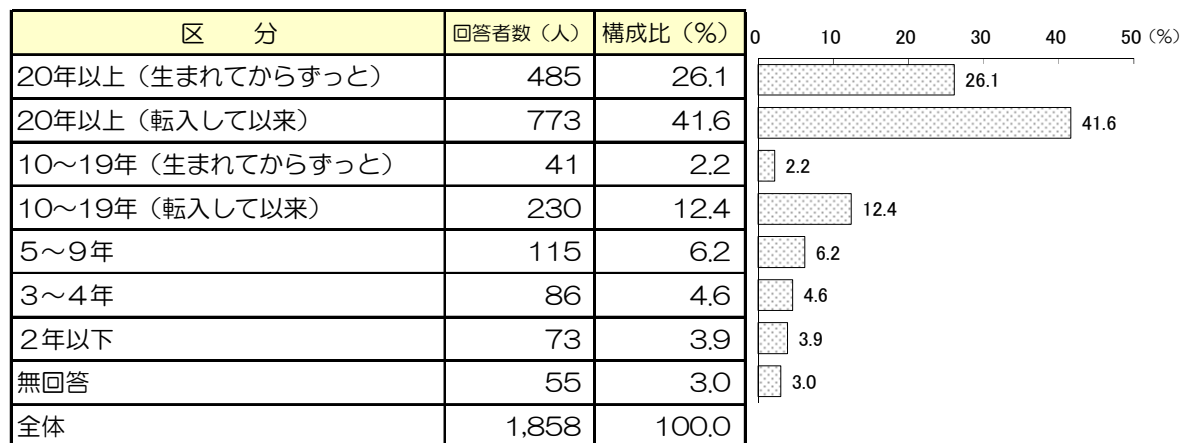 区　　分 回答者数（人） 構成比（％） 0 10 20 30 40 50（％）
20年以上（生まれてからずっと） 485 26.1 26.1
20年以上（転入して以来） 773 41.6 41.6
10〜19年（生まれてからずっと） 41 2.2 2.2
10〜19年（転入して以来） 230 12.4 12.4
５〜９年 115 6.2 6.2
３〜４年 86 4.6 4.6
２年以下 73 3.9 3.9
無回答 55 3.0 3.0
全体 1,858 100.0